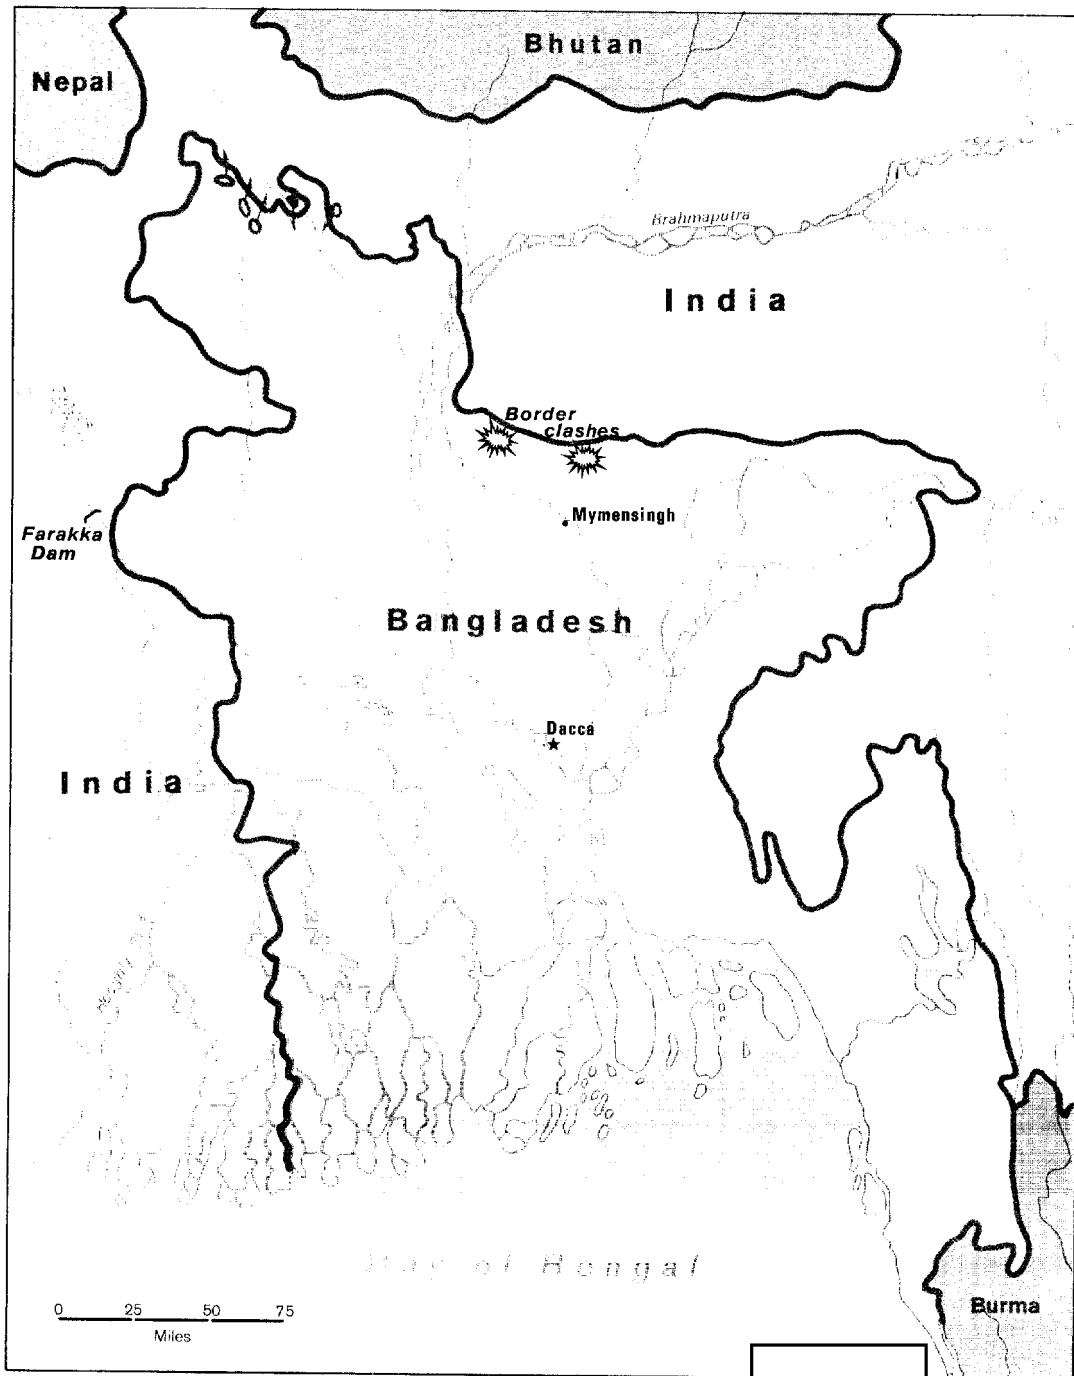 Bhutan
Nepal
Brahmaputra
India
Border
clashes
Mymensingh
Farakka
Dam
Bangladesh
Dacca
India
Bay of Bengal
0 25 50 75
Miles
Burma